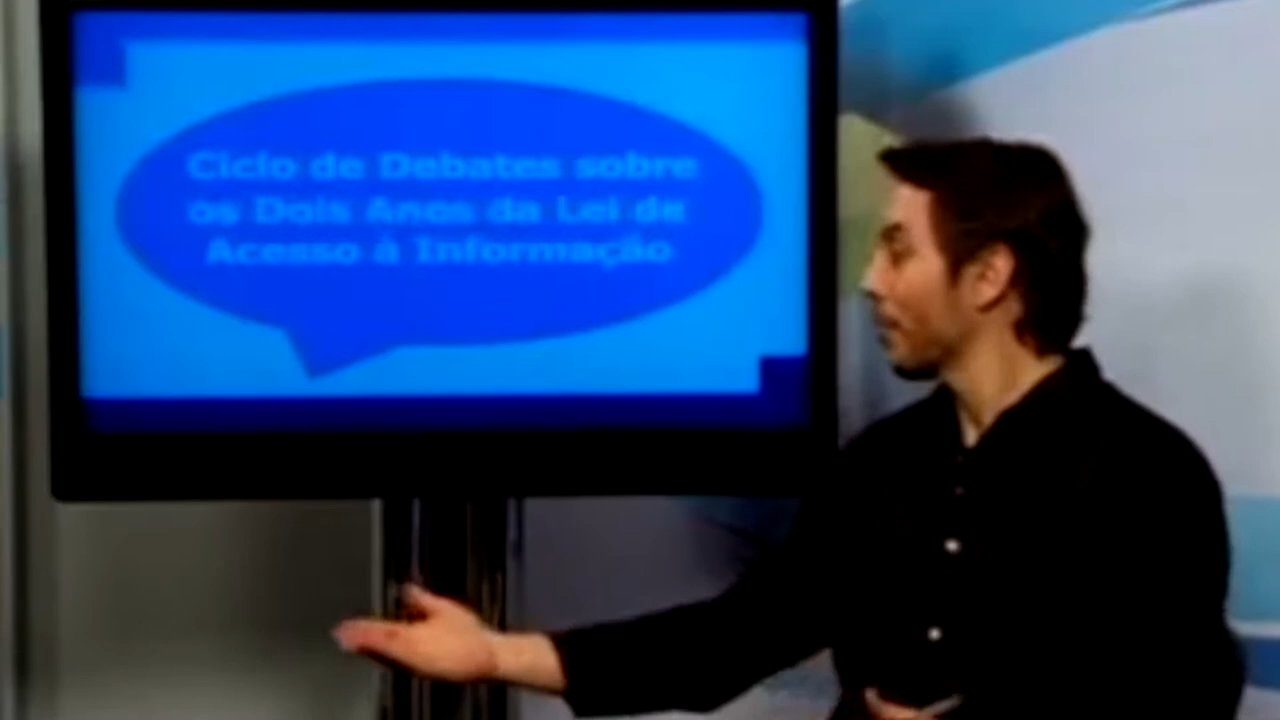 Ciclo de Debates sobre
os Dois Anos da Lei de
Acesso à Informação